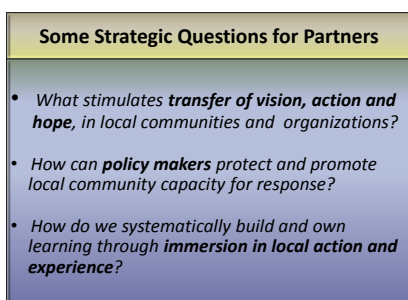 Some Strategic Questions for Partners
• What stimulates transfer of vision, action and
hope, in local communities and organizations?
• How can policy makers protect and promote
local community capacity for response?
• How do we systematically build and own
learning through immersion in local action and
experience?